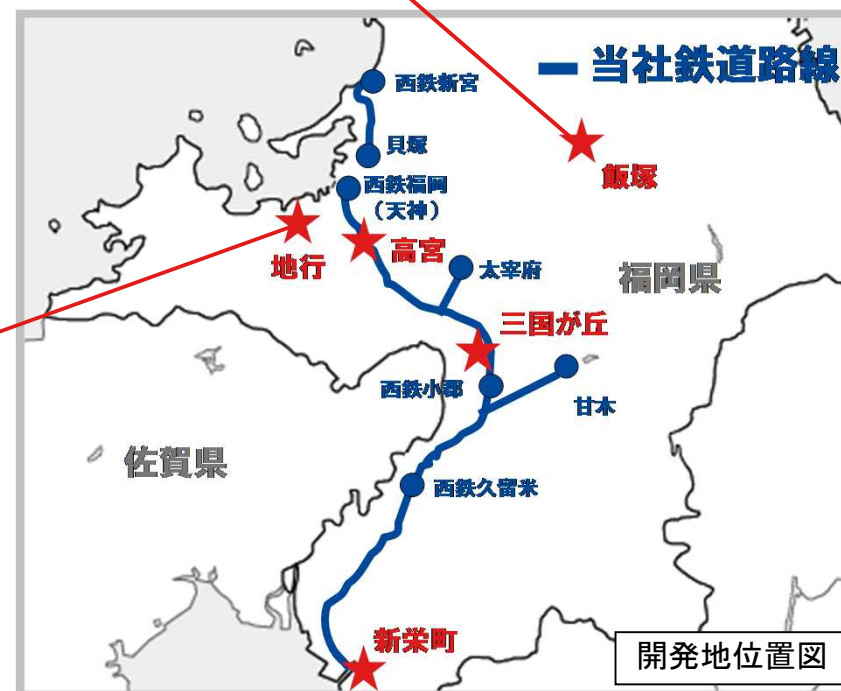 当社鉄道路線
西鉄新宮
貝塚
飯塚
西鉄福岡
（天神）
高宮
地行
太宰府
福岡県
三国が丘
西鉄小郡
甘木
佐賀県
西鉄久留米
新栄町
開発地位置図